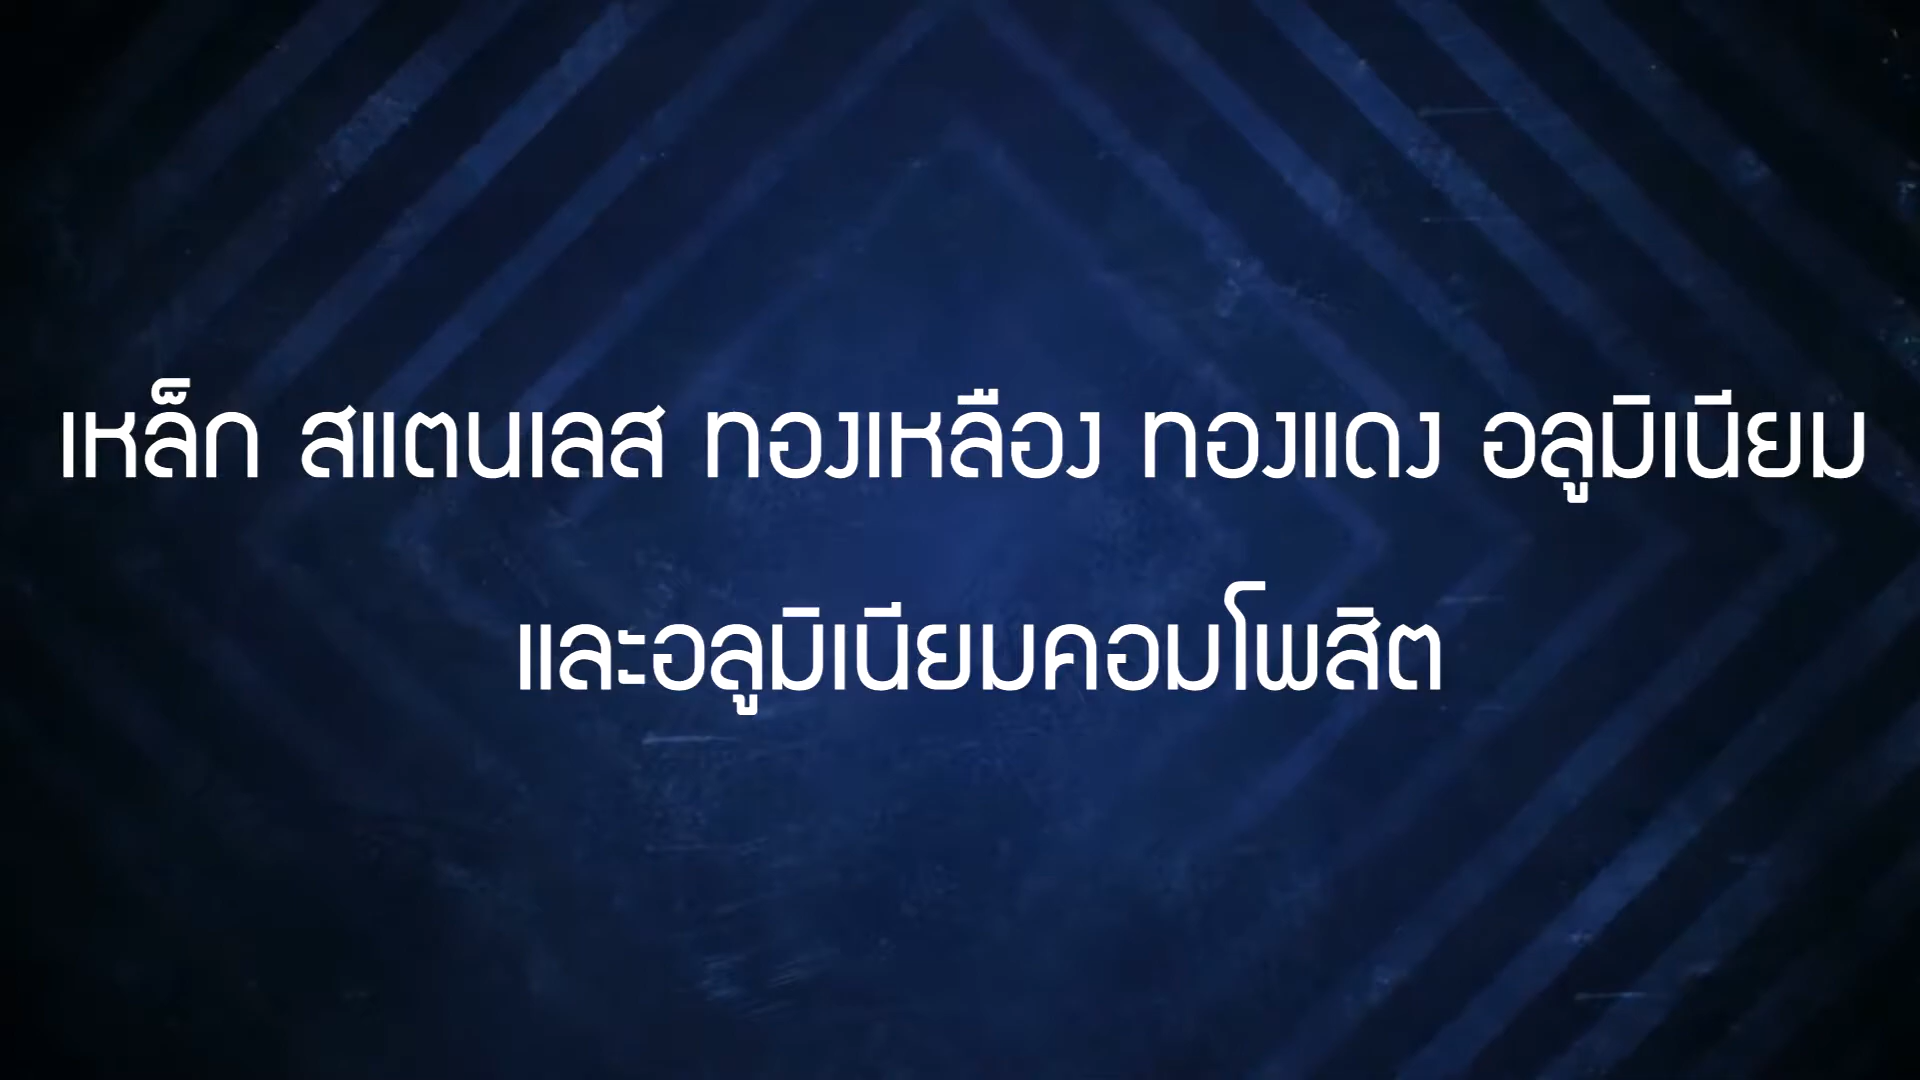 เหล็ก สแตนเลส ทองเหลือง ทองแดง อลูมิเนียม
และอลูมิเนียมคอมโพสิต